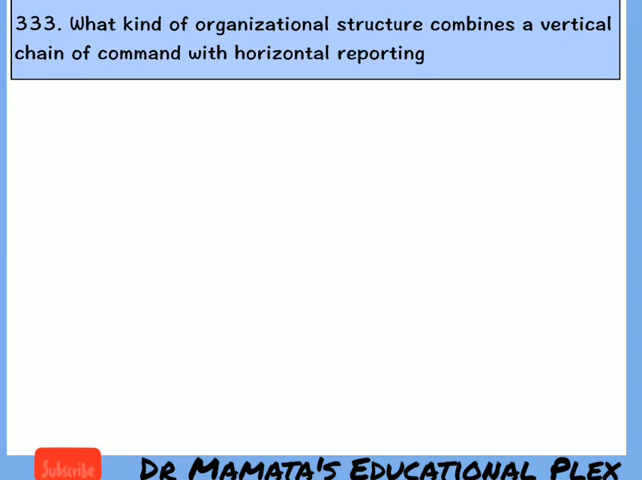 333. What kind of organizational structure combines a vertical
chain of command with horizontal reporting
Subscribe
Dr Mamata's Educational Plex